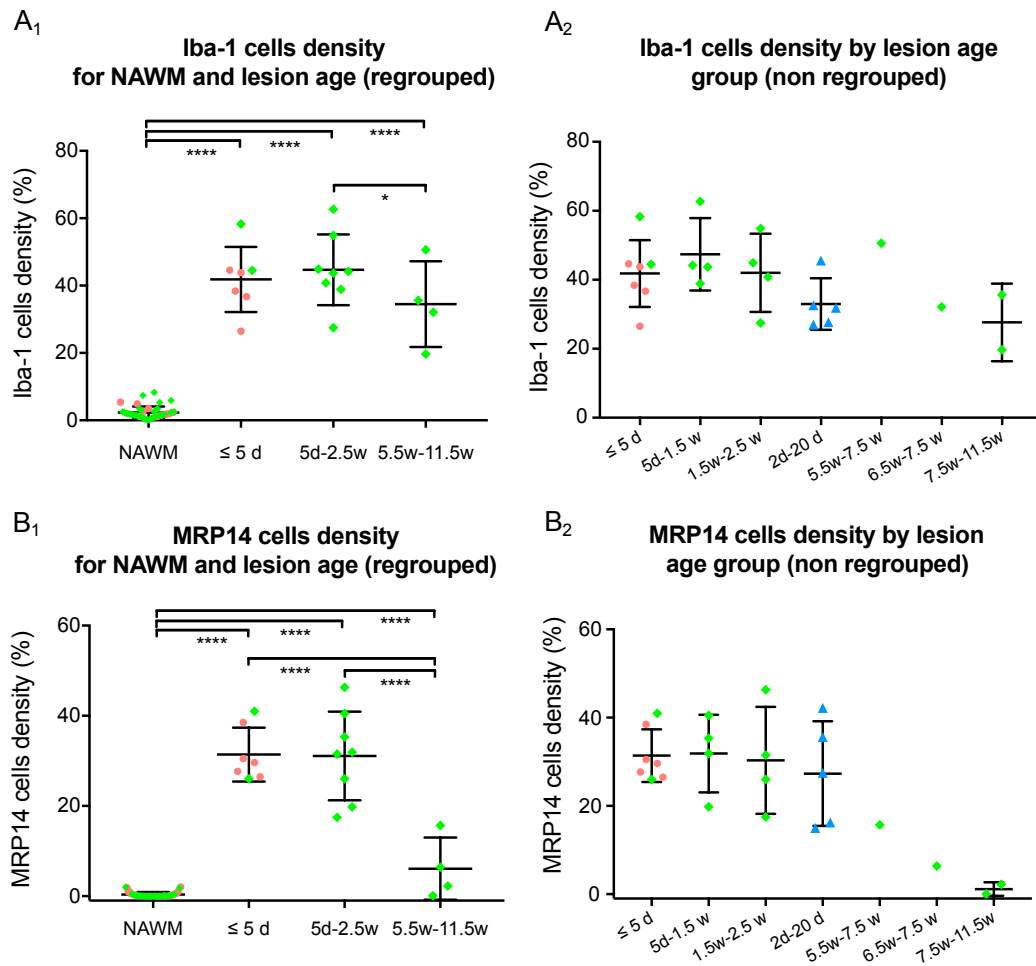 A1
Iba-1 cells density
for NAWM and lesion age (regrouped)
Iba-1 cells density (%)
80
60
40
20
0
****
****
****
*
NAWM
≤ 5 d
5d-2.5w
5.5w-11.5w
A2
Iba-1 cells density by lesion age
group (non regrouped)
Iba-1 cells density (%)
80
60
40
20
0
≤ 5 d
5d-1.5 w
1.5w-2.5 w
2d-20 d
5.5w-7.5 w
6.5w-7.5 w
7.5w-11.5w
B1
MRP14 cells density
for NAWM and lesion age (regrouped)
MRP14 cells density (%)
60
40
20
0
****
****
****
****
****
NAWM
≤ 5 d
5d-2.5w
5.5w-11.5w
B2
MRP14 cells density by lesion
age group (non regrouped)
MRP14 cells density (%)
60
40
20
0
≤ 5 d
5d-1.5 w
1.5w-2.5 w
2d-20 d
5.5w-7.5 w
6.5w-7.5 w
7.5w-11.5w